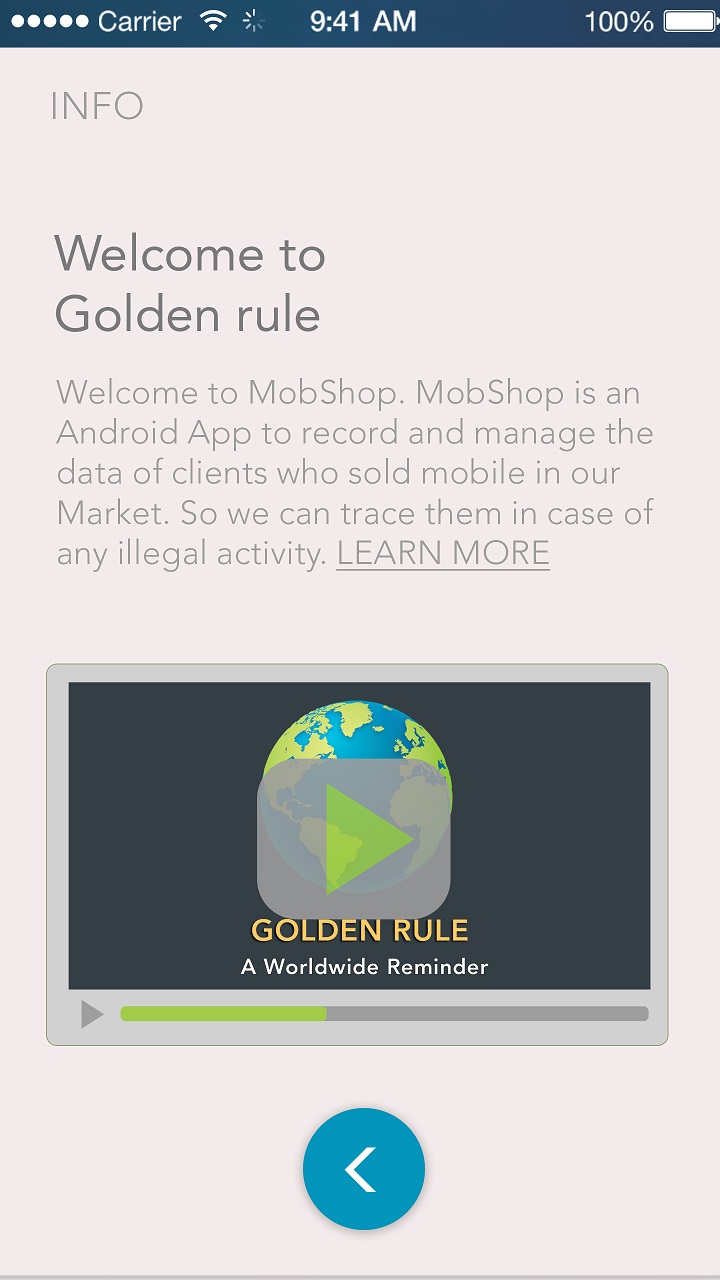 Carrier 9:41 AM 100%
INFO
Welcome to
Golden rule
Welcome to MobShop. MobShop is an
Android App to record and manage the
data of clients who sold mobile in our
Market. So we can trace them in case of
any illegal activity. LEARN MORE
GOLDEN RULE
A Worldwide Reminder